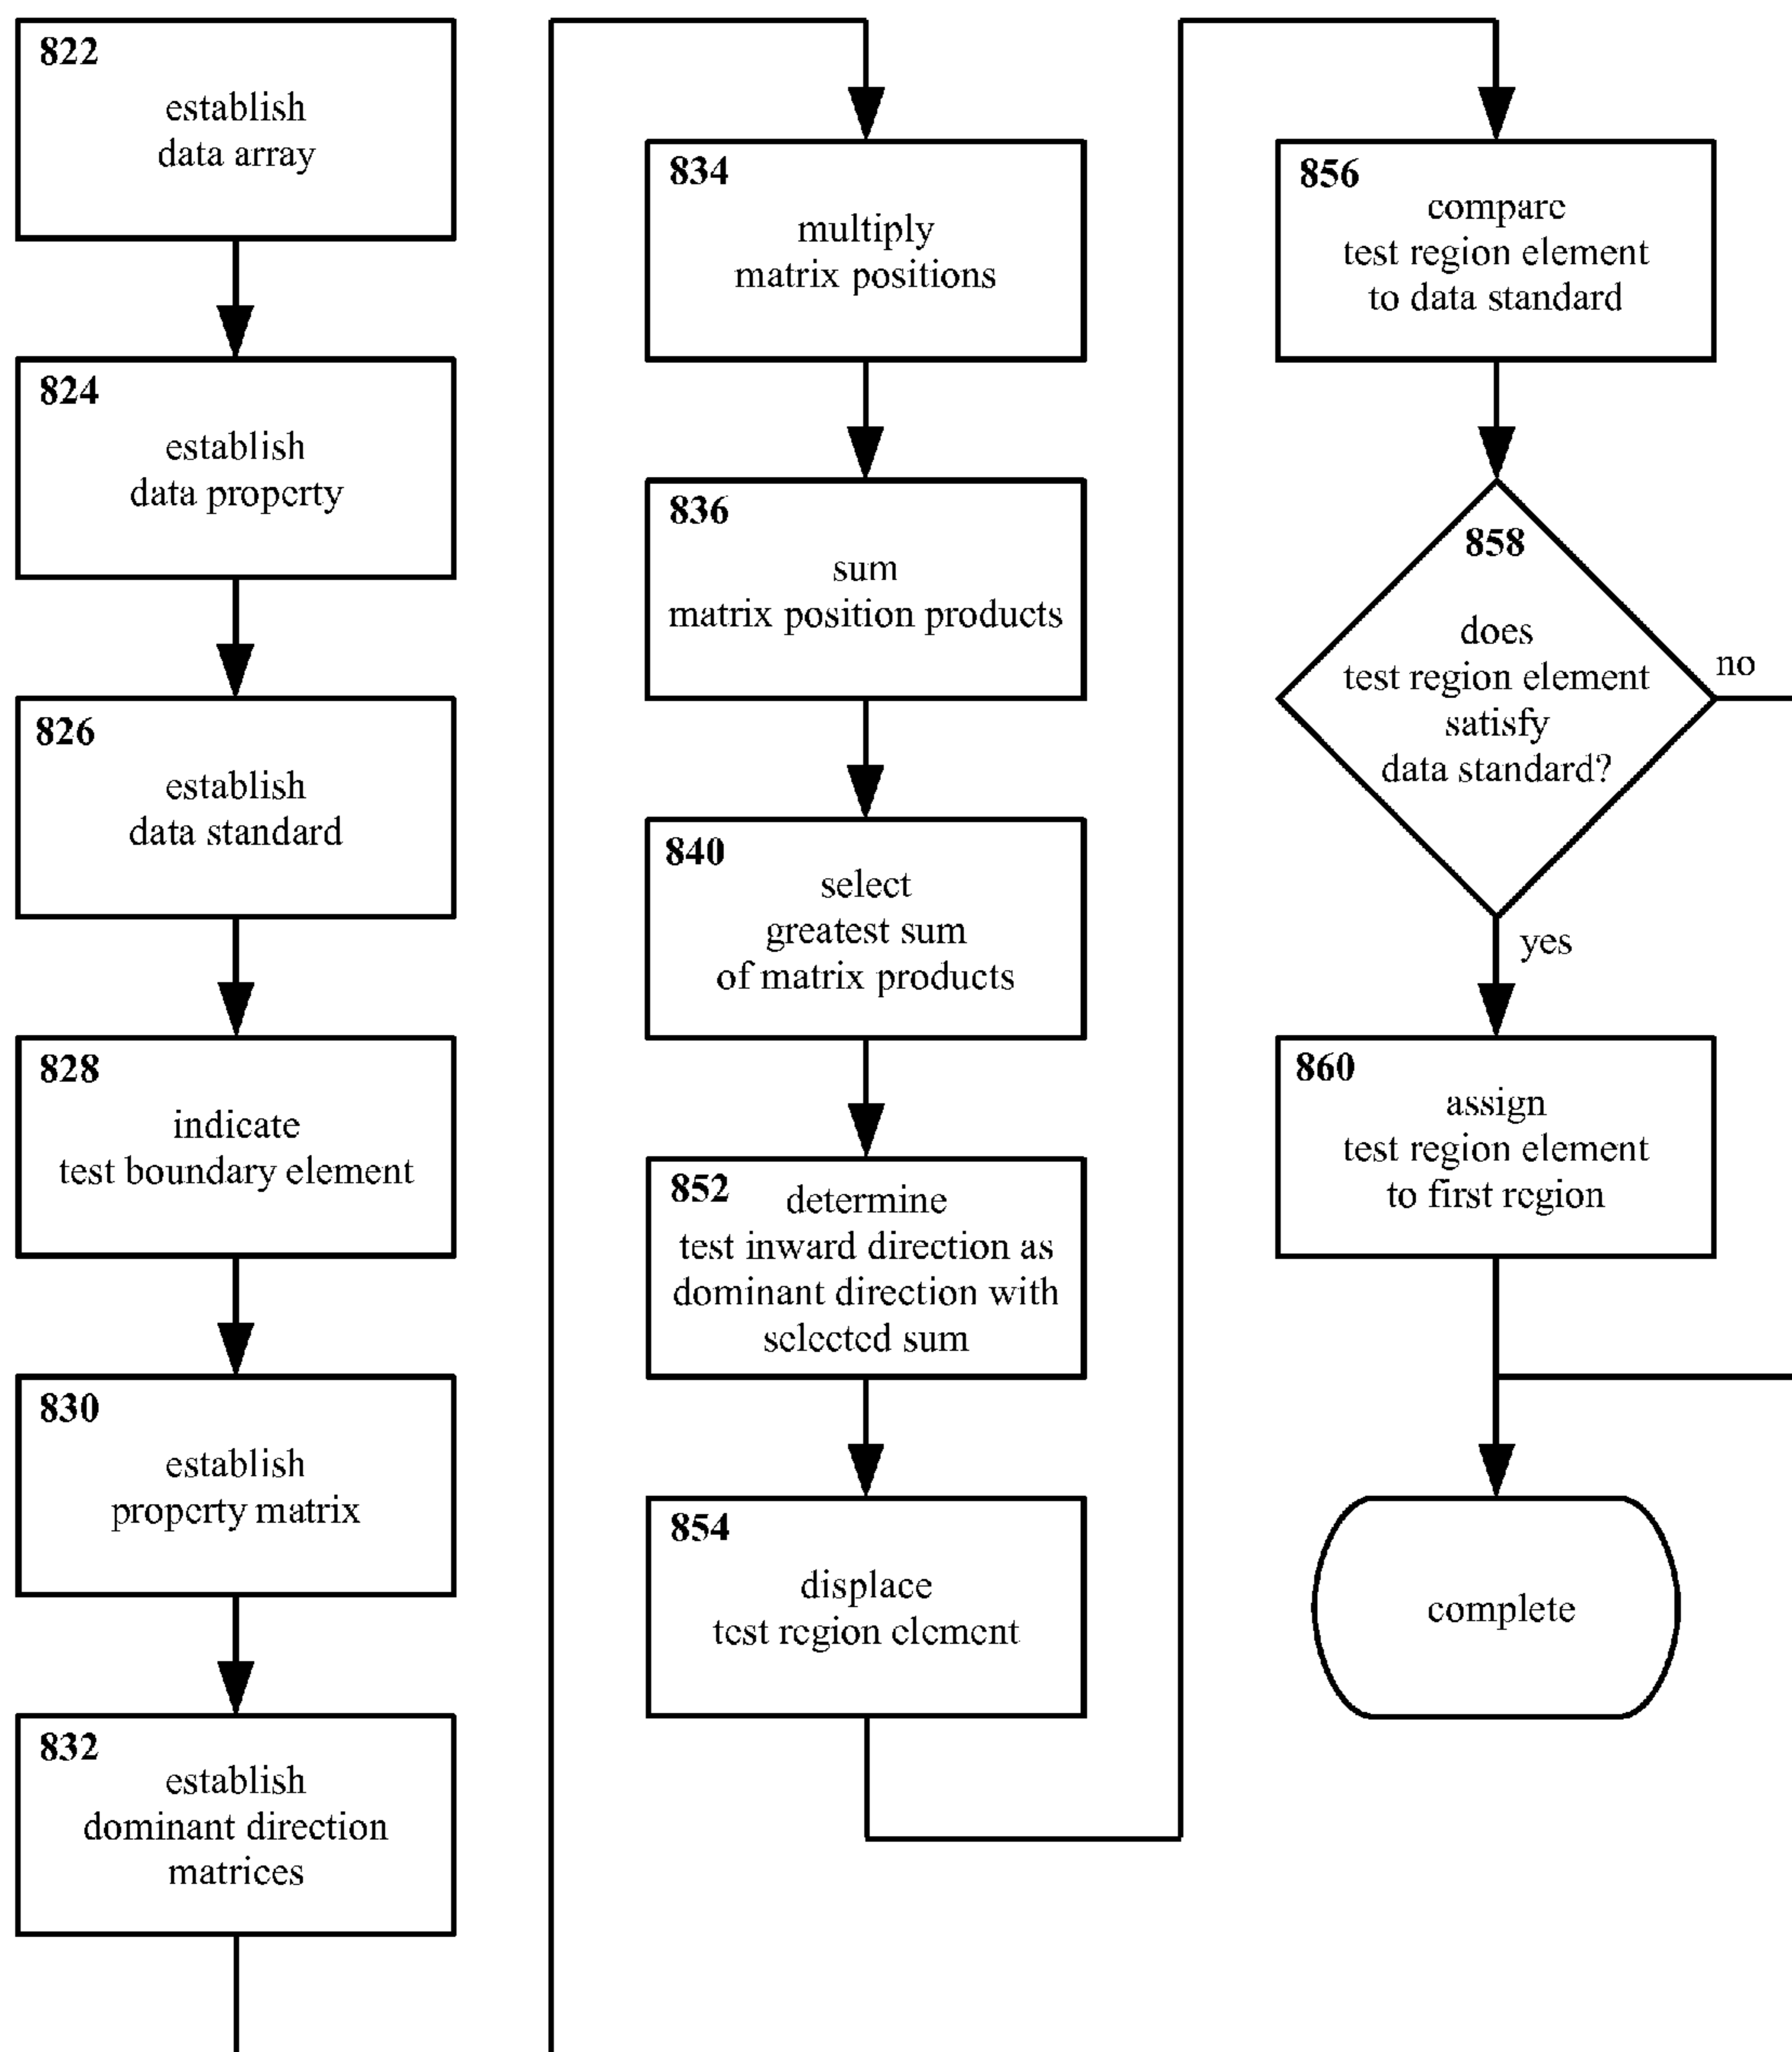 822
establish
data array
824
establish
data property
826
establish
data standard
828
indicate
test boundary element
830
establish
property matrix
832
establish
dominant direction
matrices
834
multiply
matrix positions
836
sum
matrix position products
840
select
greatest sum
of matrix products
852
determine
test inward direction as
dominant direction with
selected sum
854
displace
test region element
856
compare
test region element
to data standard
858
does
test region element
satisfy
data standard?
no
yes
860
assign
test region element
to first region
complete